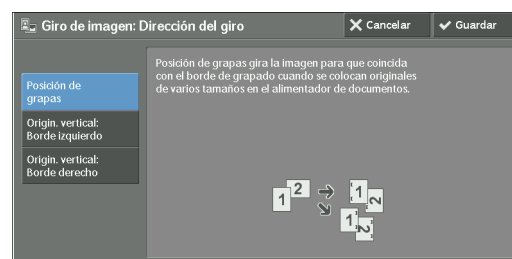 Giro de imagen: Dirección del giro
Cancelar
Guardar
Posición de grapas gira la imagen para que coincida
con el borde de grapado cuando se colocan originales
de varios tamaños en el alimentador de documentos.
Posición de
grapas
Origin. vertical:
Borde izquierdo
Origin. vertical:
Borde derecho
1 2
1 2
1 2